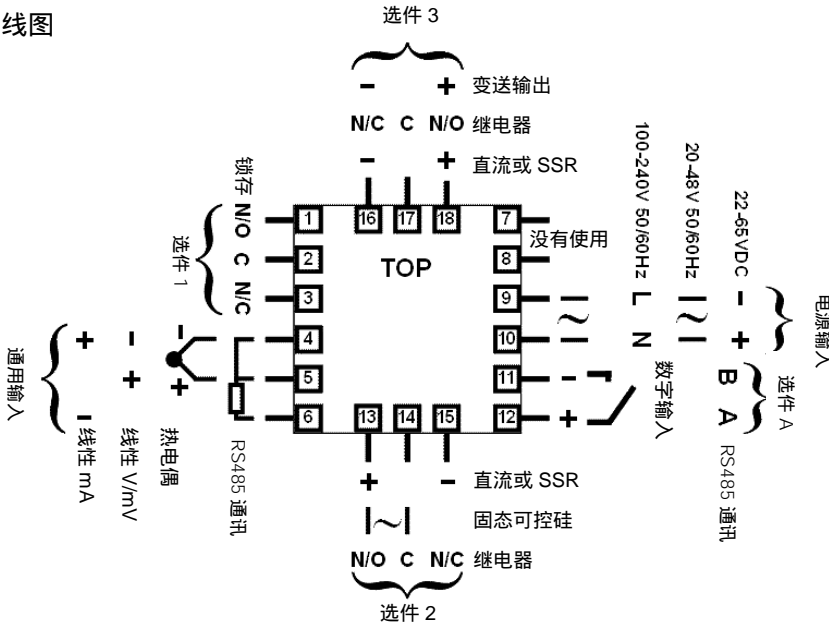 线图
选件 3
- + 变送输出
N/C C N/O 继电器
- + 直流或 SSR
锁存
N/O
C
N/C
选件 1
1
2
3
4
5
6
16 17 18
TOP
7
8
9
10
11
12
没有使用
13 14 15
100-240V 50/60Hz
L
N
20-48V 50/60Hz
~
22-65VDC
- +
电源输入
~
- +
数字输入
B
A
RS485 通讯
选件 A
通用输入
+ - 线性 mA
- + 线性 V/mV
- + 热电偶
RS485 通讯
+ - 直流或 SSR
~ 固态可控硅
N/O C N/C 继电器
选件 2